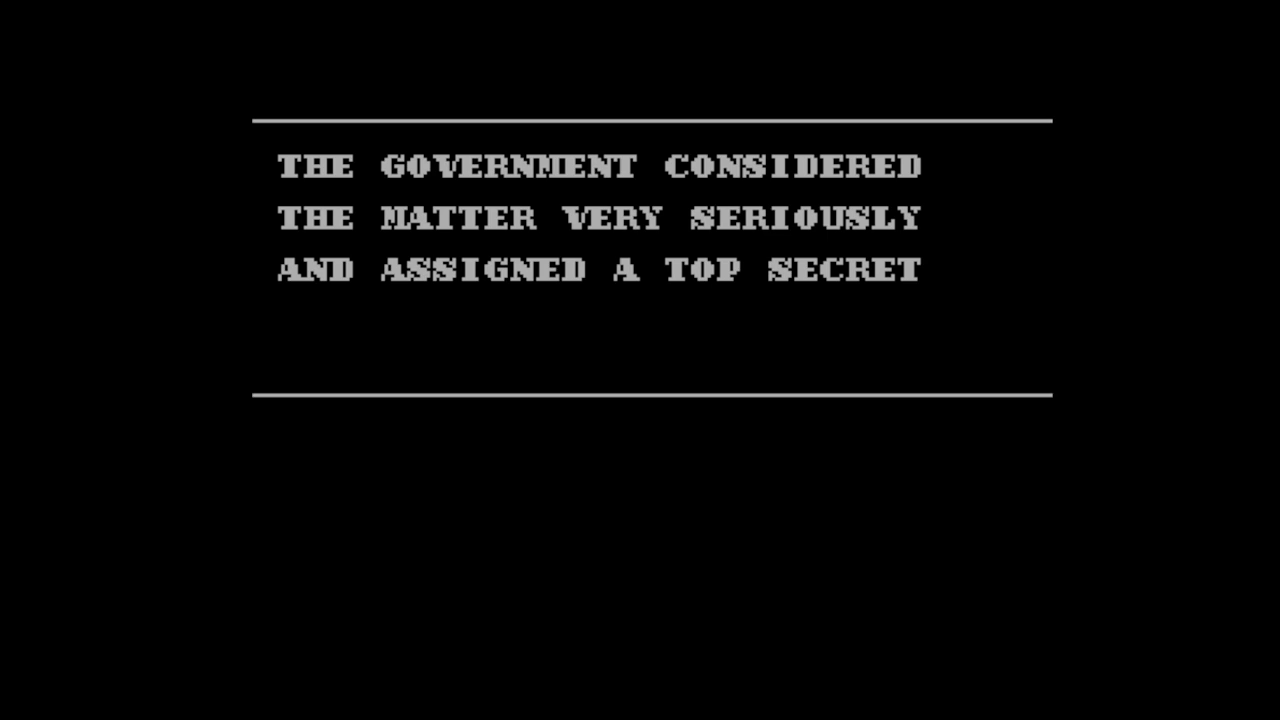 THE GOVERNMENT CONSIDERED
THE MATTER VERY SERIOUSLY
AND ASSIGNED A TOP SECRET